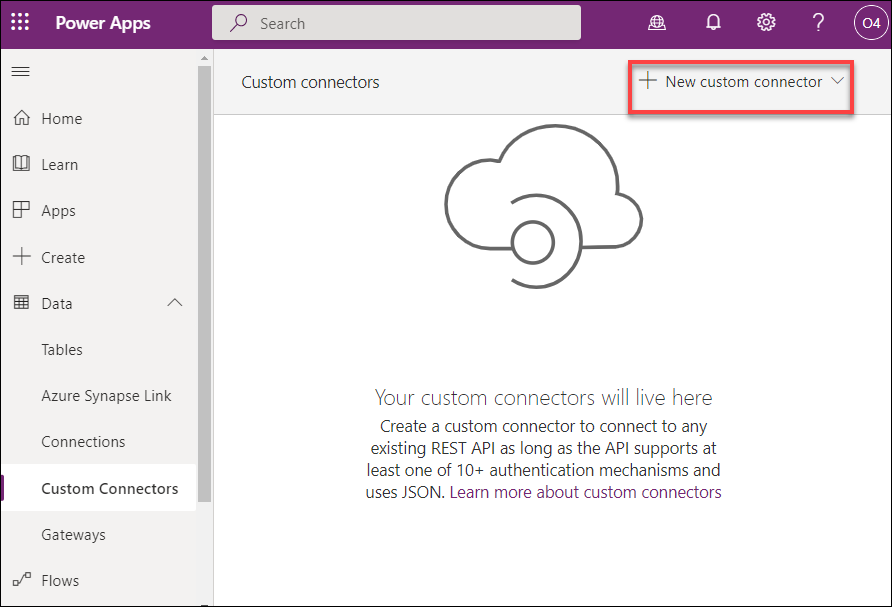 Power Apps
Search
O4
Custom connectors
New custom connector
Home
Learn
Apps
Create
Data
Tables
Azure Synapse Link
Connections
Custom Connectors
Gateways
Flows
Your custom connectors will live here
Create a custom connector to connect to any
existing REST API as long as the API supports at
least one of 10+ authentication mechanisms and
uses JSON. Learn more about custom connectors